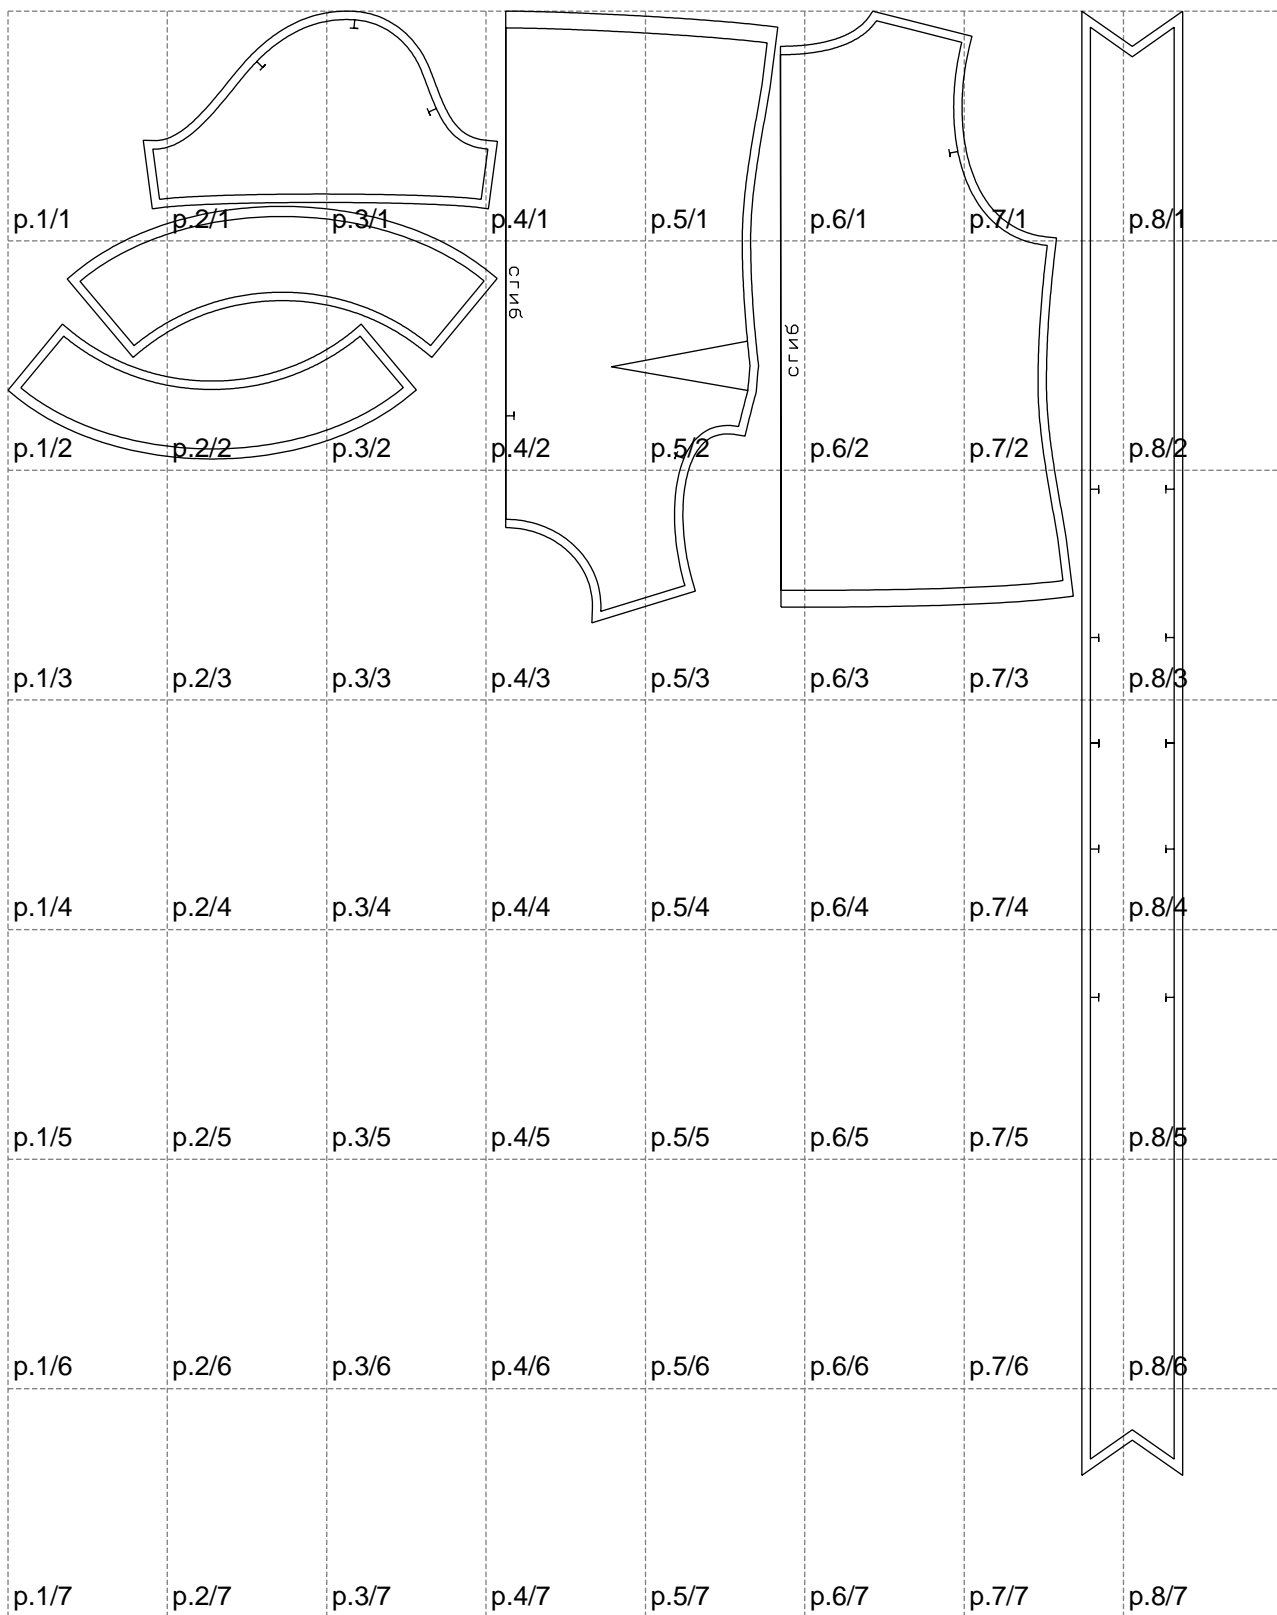 p.1/1 p.2/1 p.3/1 p.4/1 p.5/1 p.6/1 p.7/1 p.8/1
сгиб
сгиб
p.1/2 p.2/2 p.3/2 p.4/2 p.5/2 p.6/2 p.7/2 p.8/2
p.1/3 p.2/3 p.3/3 p.4/3 p.5/3 p.6/3 p.7/3 p.8/3
p.1/4 p.2/4 p.3/4 p.4/4 p.5/4 p.6/4 p.7/4 p.8/4
p.1/5 p.2/5 p.3/5 p.4/5 p.5/5 p.6/5 p.7/5 p.8/5
p.1/6 p.2/6 p.3/6 p.4/6 p.5/6 p.6/6 p.7/6 p.8/6
p.1/7 p.2/7 p.3/7 p.4/7 p.5/7 p.6/7 p.7/7 p.8/7